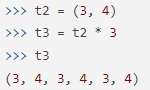 >>> t2 = (3, 4)
>>> t3 = t2 * 3
>>> t3
(3, 4, 3, 4, 3, 4)